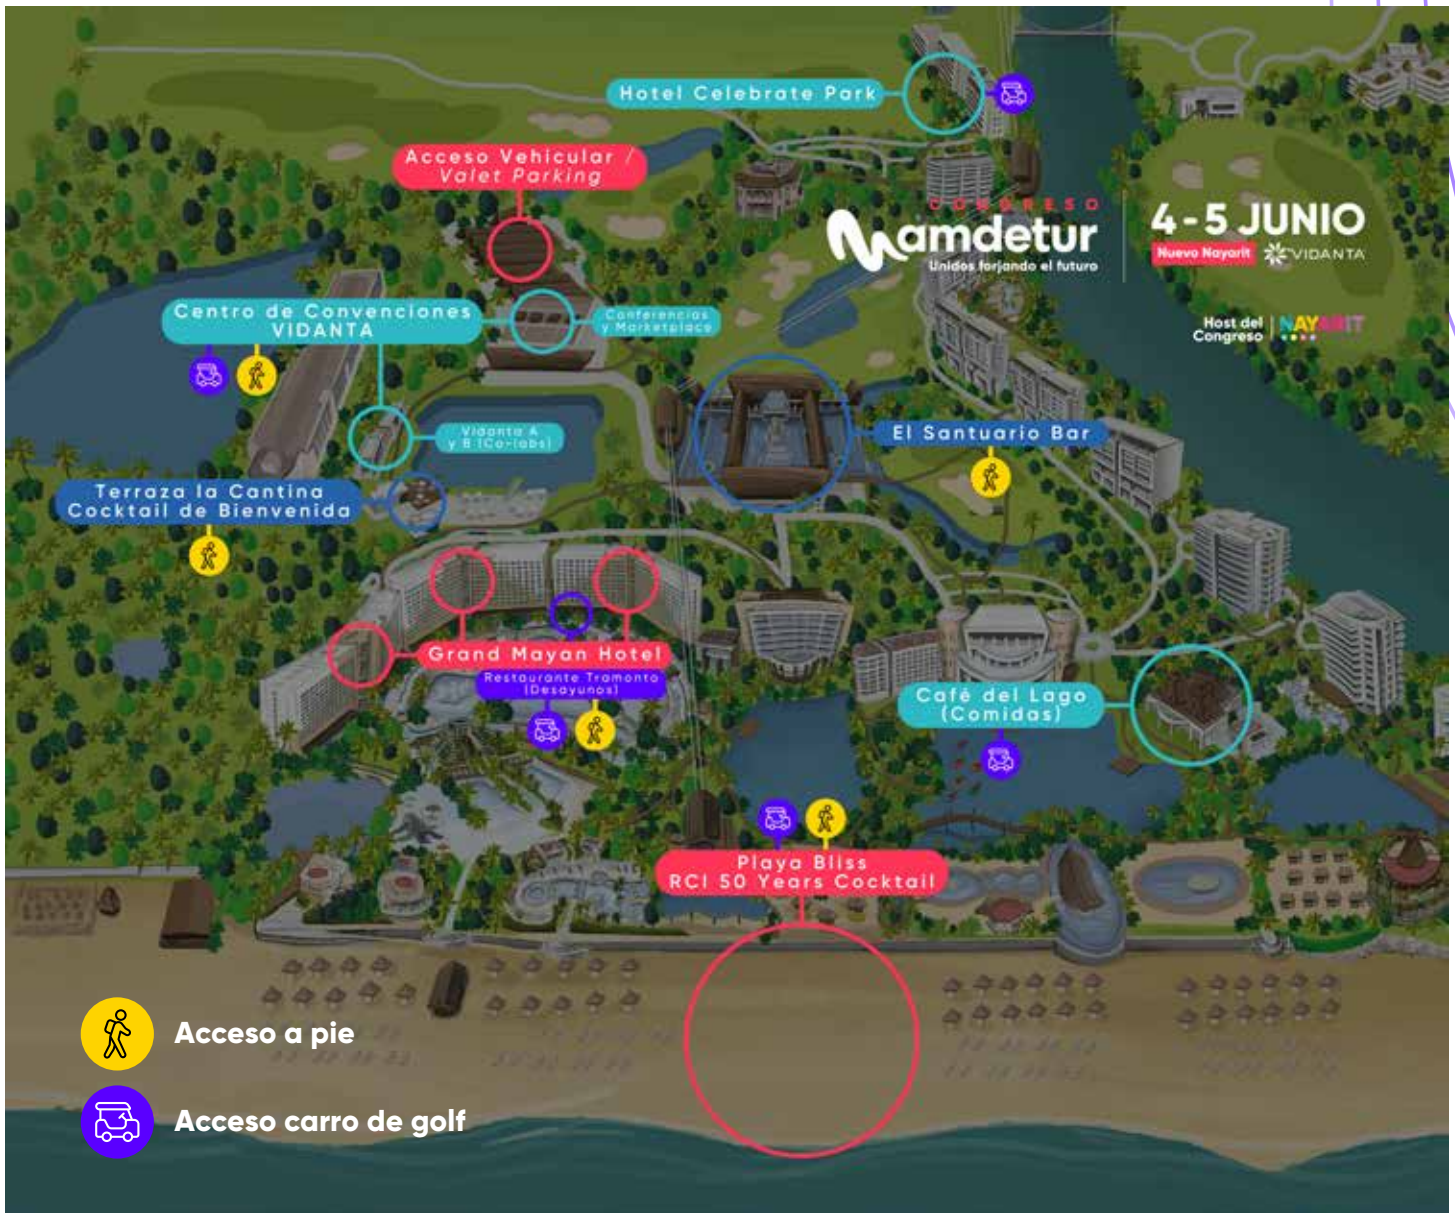 Hotel Celebrate Park
Acceso Vehicular /
Valet Parking
CONGRESO
amdetur
Unidos forjando el futuro
4 - 5 JUNIO
Nuevo Nayarit
VIDANTA
Host del
Congreso
NAYARIT
Centro de Convenciones
VIDANTA
Conferencias
y Marketplace
Vidanta A
y B (Co-labs)
El Santuario Bar
Terraza la Cantina
Cocktail de Bienvenida
Grand Mayan Hotel
Restaurante Tramonto
(Desayunos)
Café del Lago
(Comidas)
Playa Bliss
RCI 50 Years Cocktail
Acceso a pie
Acceso carro de golf